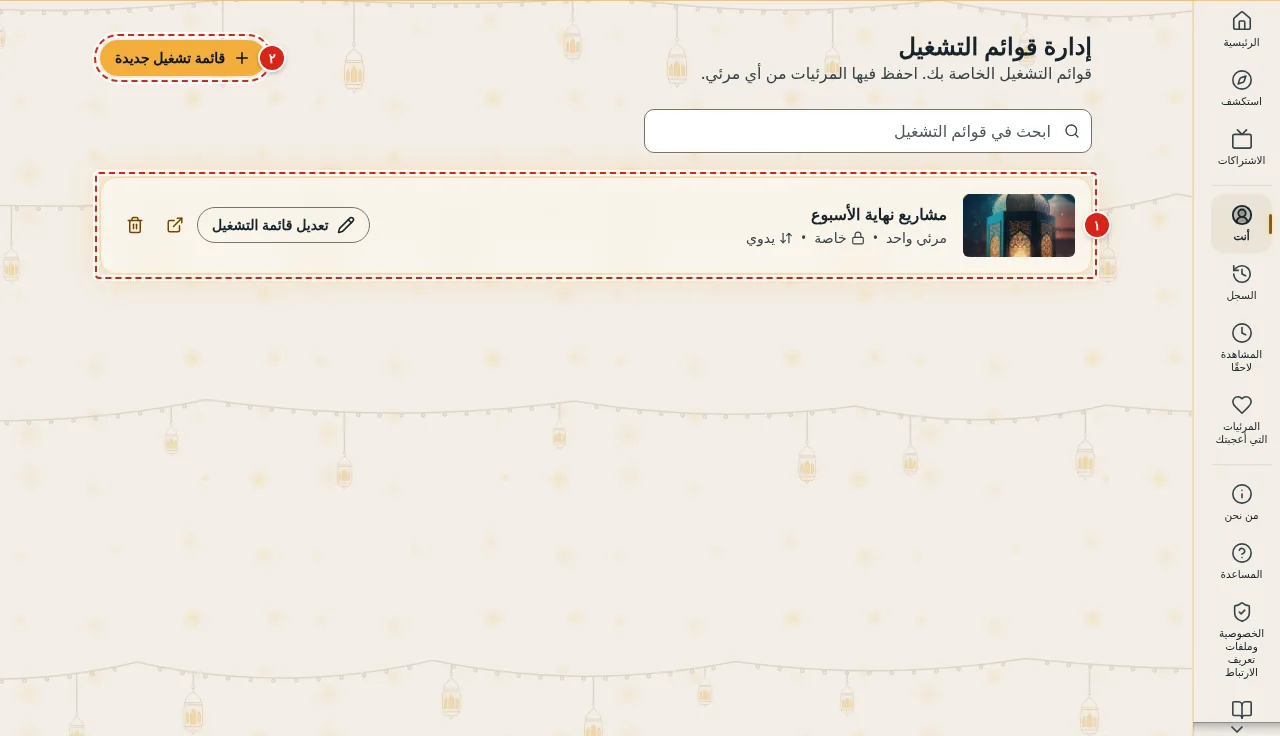 الرئيسية
استكشف
الاشتراكات
أنت
السجل
المشاهدة
لاحقًا
المرئيات
التي أعجبتك
من نحن
المساعدة
الخصوصية
وملفات
تعريف
الارتباط
إدارة قوائم التشغيل
قوائم التشغيل الخاصة بك. احفظ فيها المرئيات من أي مرئي.
٢
قائمة تشغيل جديدة
ابحث في قوائم التشغيل
١
مشاريع نهاية الأسبوع
مرئي واحد • خاصة • يدوي
تعديل قائمة التشغيل